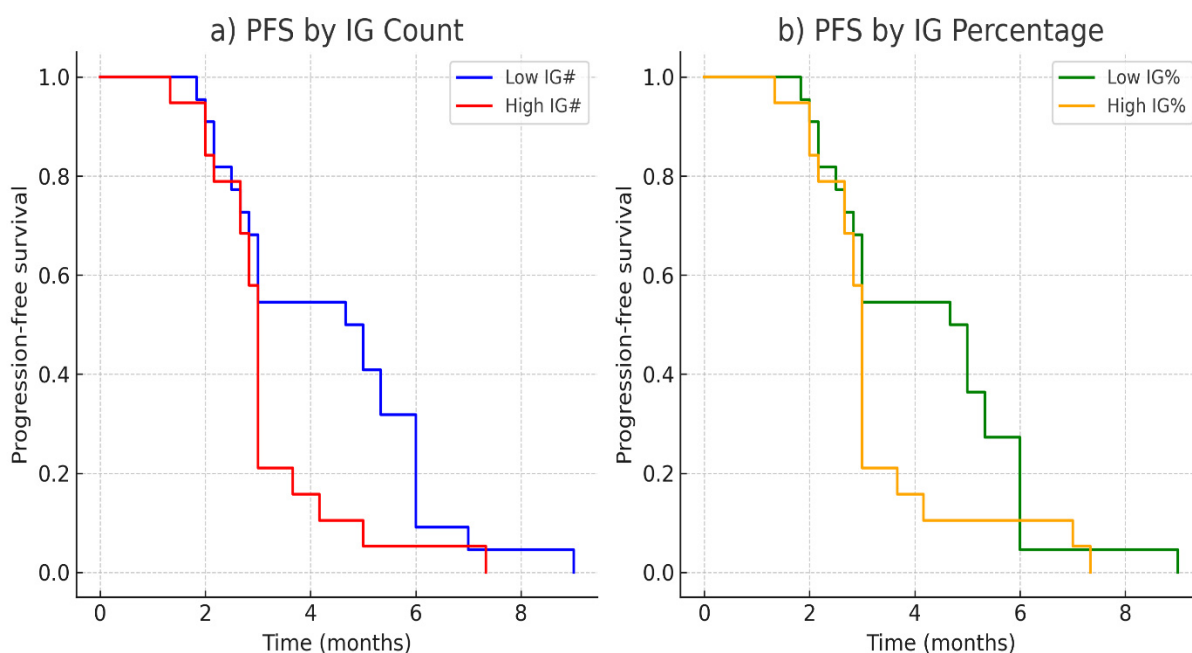 a) PFS by IG Count
Low IG#
High IG#
1.0
0.8
0.6
0.4
0.2
0.0
Progression-free survival
0 2 4 6 8
Time (months)
b) PFS by IG Percentage
Low IG%
High IG%
1.0
0.8
0.6
0.4
0.2
0.0
Progression-free survival
0 2 4 6 8
Time (months)